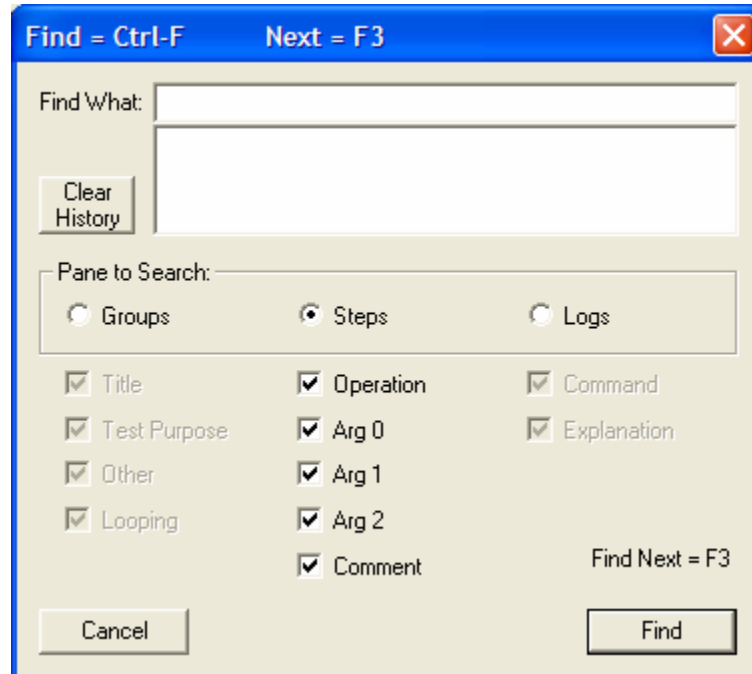 Find = Ctrl-F Next = F3
Find What:
Clear
History
Pane to Search:
Groups Steps Logs
Title Operation Command
Test Purpose Arg 0 Explanation
Other Arg 1
Looping Arg 2
Comment Find Next = F3
Cancel Find